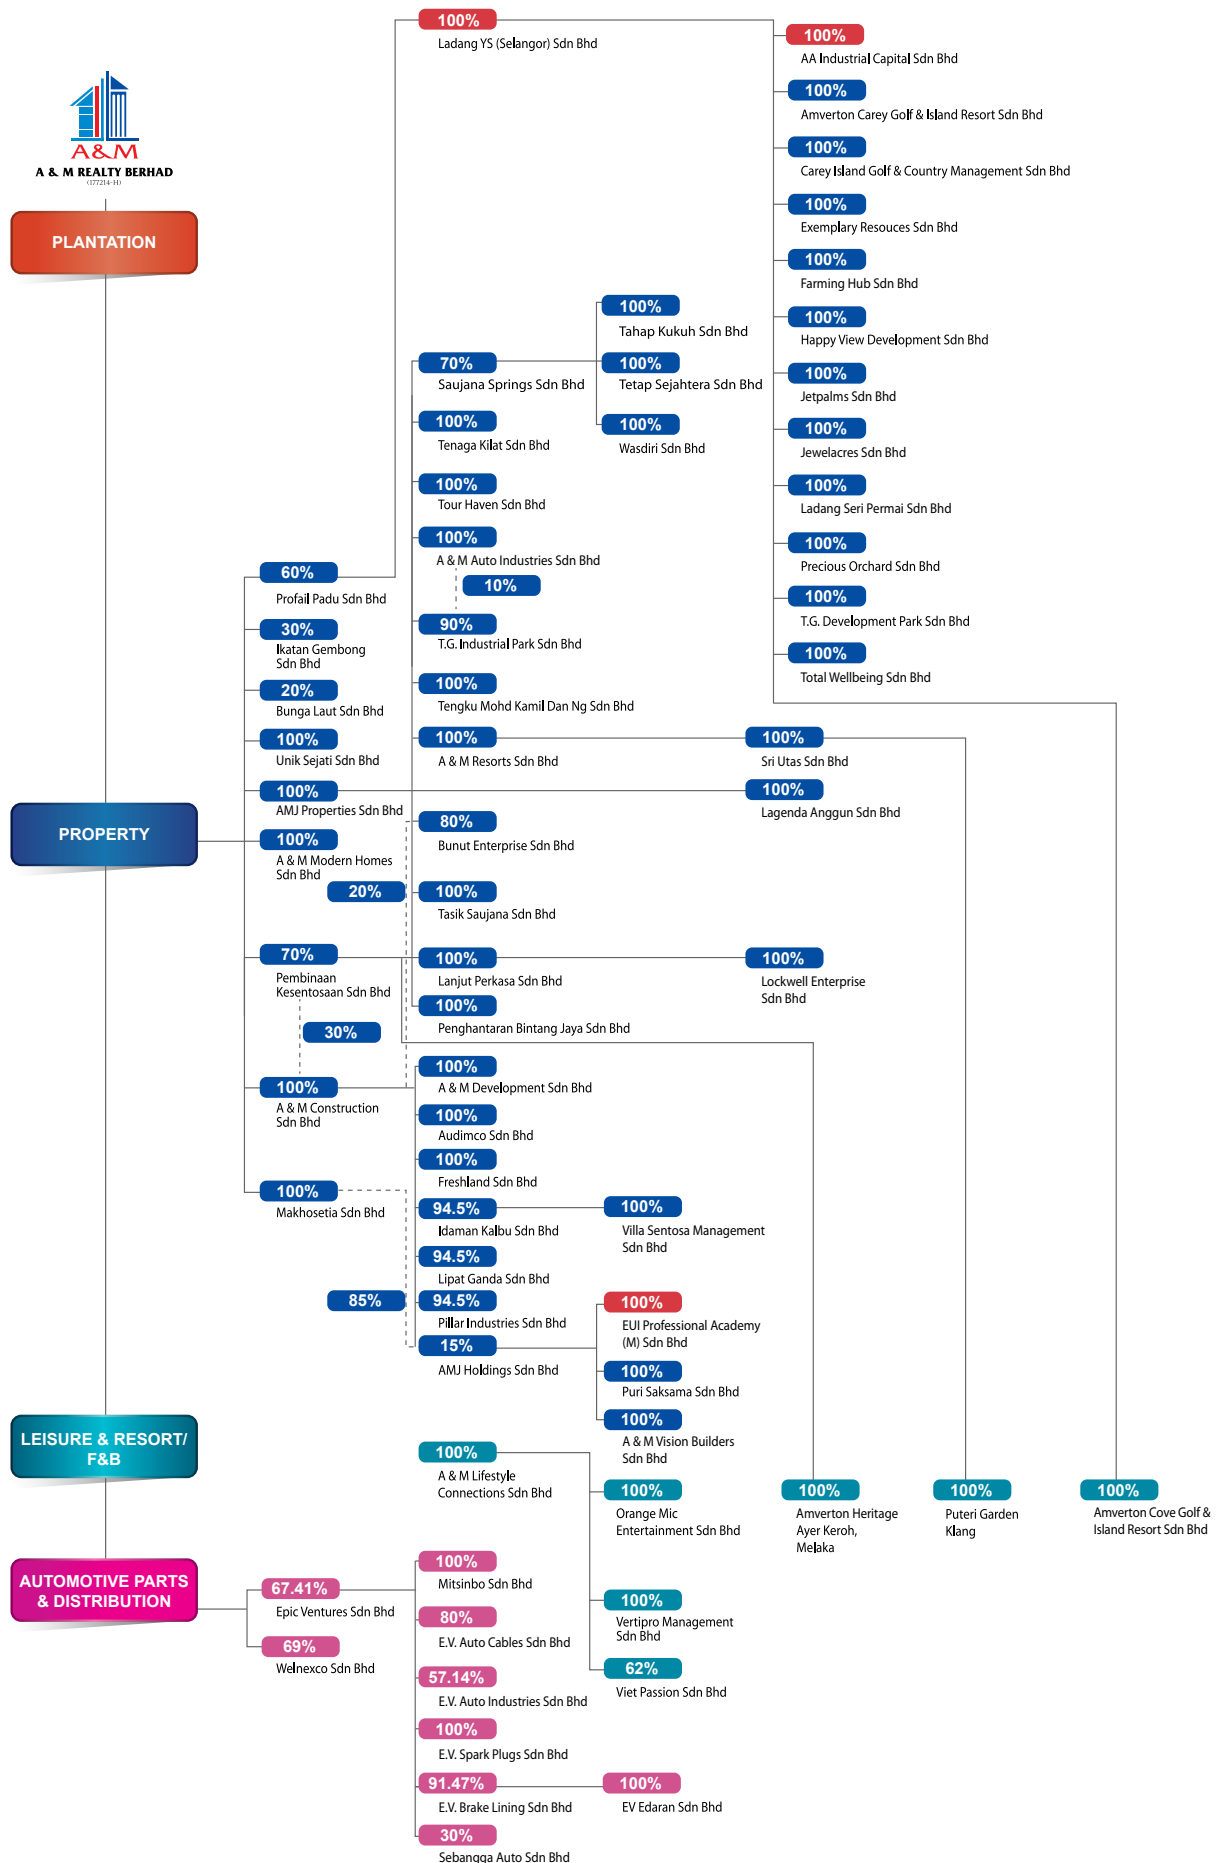 A&M
A & M REALTY BERHAD
(177214-H)
PLANTATION
100%
Ladang YS (Selangor) Sdn Bhd
100%
AA Industrial Capital Sdn Bhd
100%
Amverton Carey Golf & Island Resort Sdn Bhd
100%
Carey Island Golf & Country Management Sdn Bhd
100%
Exemplary Resouces Sdn Bhd
100%
Farming Hub Sdn Bhd
100%
Happy View Development Sdn Bhd
100%
Jetpalms Sdn Bhd
100%
Jewelacres Sdn Bhd
100%
Ladang Seri Permai Sdn Bhd
100%
Precious Orchard Sdn Bhd
100%
T.G. Development Park Sdn Bhd
100%
Total Wellbeing Sdn Bhd
70%
Saujana Springs Sdn Bhd
100%
Tahap Kukuh Sdn Bhd
100%
Tetap Sejahtera Sdn Bhd
100%
Wasdiri Sdn Bhd
100%
Tenaga Kilat Sdn Bhd
100%
Tour Haven Sdn Bhd
100%
A & M Auto Industries Sdn Bhd
10%
90%
T.G. Industrial Park Sdn Bhd
100%
Tengku Mohd Kamil Dan Ng Sdn Bhd
100%
A & M Resorts Sdn Bhd
100%
Sri Utas Sdn Bhd
PROPERTY
60%
Profail Padu Sdn Bhd
30%
Ikatan Gembong
Sdn Bhd
20%
Bunga Laut Sdn Bhd
100%
Unik Sejati Sdn Bhd
100%
AMJ Properties Sdn Bhd
100%
Lagenda Anggun Sdn Bhd
100%
A & M Modern Homes
Sdn Bhd
80%
Bunut Enterprise Sdn Bhd
20%
100%
Tasik Saujana Sdn Bhd
70%
Pembinaan
Kesentosaan Sdn Bhd
100%
Lanjut Perkasa Sdn Bhd
100%
Lockwell Enterprise
Sdn Bhd
100%
Penghantaran Bintang Jaya Sdn Bhd
30%
100%
A & M Construction
Sdn Bhd
100%
A & M Development Sdn Bhd
100%
Audimco Sdn Bhd
100%
Freshland Sdn Bhd
100%
Makhosetia Sdn Bhd
94.5%
Idaman Kalbu Sdn Bhd
100%
Villa Sentosa Management
Sdn Bhd
94.5%
Lipat Ganda Sdn Bhd
85%
94.5%
Pillar Industries Sdn Bhd
15%
AMJ Holdings Sdn Bhd
100%
EUI Professional Academy
(M) Sdn Bhd
100%
Puri Saksama Sdn Bhd
100%
A & M Vision Builders
Sdn Bhd
LEISURE & RESORT/
F&B
100%
A & M Lifestyle
Connections Sdn Bhd
100%
Orange Mic
Entertainment Sdn Bhd
100%
Amverton Heritage
Ayer Keroh,
Melaka
100%
Puteri Garden
Klang
100%
Amverton Cove Golf &
Island Resort Sdn Bhd
100%
Vertipro Management
Sdn Bhd
62%
Viet Passion Sdn Bhd
AUTOMOTIVE PARTS
& DISTRIBUTION
67.41%
Epic Ventures Sdn Bhd
69%
Welnexco Sdn Bhd
100%
Mitsinbo Sdn Bhd
80%
E.V. Auto Cables Sdn Bhd
57.14%
E.V. Auto Industries Sdn Bhd
100%
E.V. Spark Plugs Sdn Bhd
91.47%
E.V. Brake Lining Sdn Bhd
100%
EV Edaran Sdn Bhd
30%
Sebangga Auto Sdn Bhd